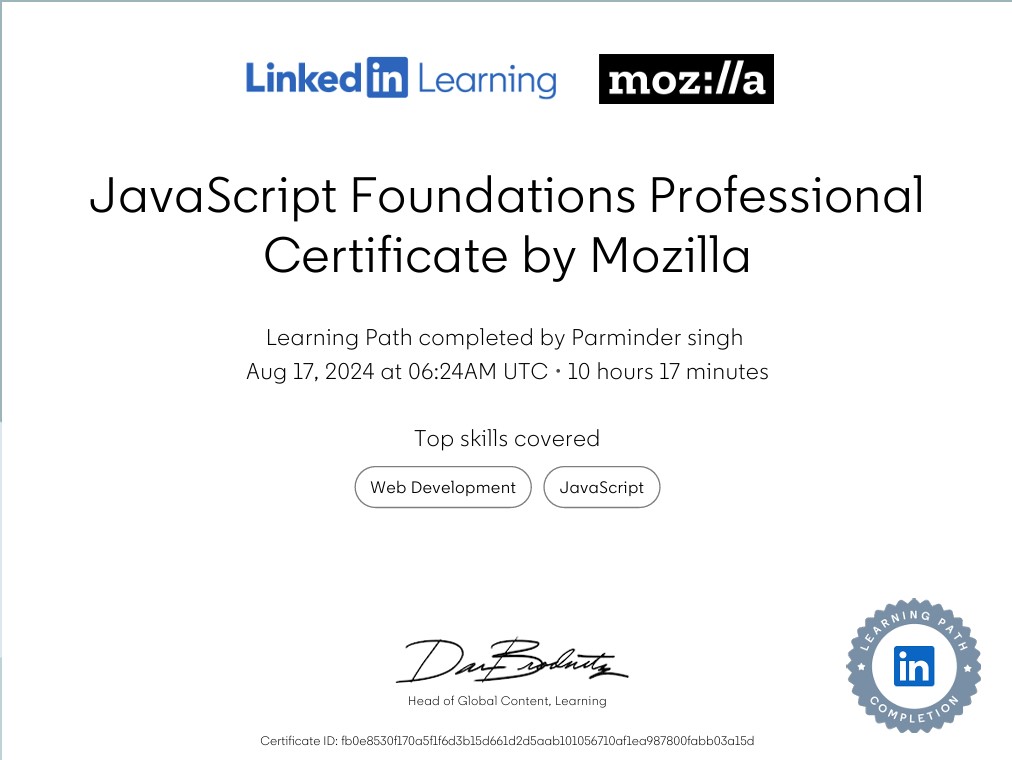 Linked in Learning
moz://a
JavaScript Foundations Professional
Certificate by Mozilla
Learning Path completed by Parminder singh
Aug 17, 2024 at 06:24AM UTC • 10 hours 17 minutes
Top skills covered
Web Development
JavaScript
LEARNING PATH
in
COMPLETION
Head of Global Content, Learning
Certificate ID: fb0e8530f170a5f1f6d3b15d661d2d5aab101056710af1ea987800fabb03a15d